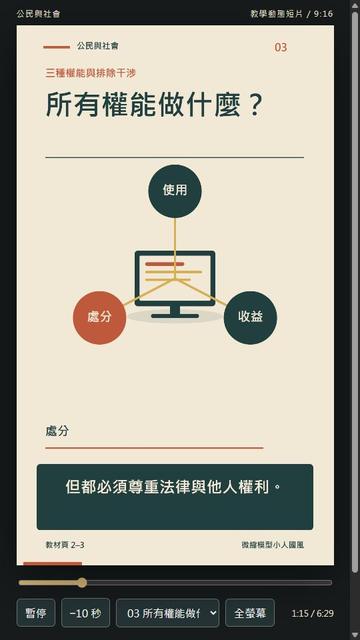 公民與社會
教學動態短片 / 9:16
公民與社會
03
三種權能與排除干涉
所有權能做什麼？
使用
處分
收益
處分
但都必須尊重法律與他人權利。
教材頁 2–3
微縮模型小人國風
暫停
−10 秒
03 所有權能做什
全螢幕
1:15 / 6:29